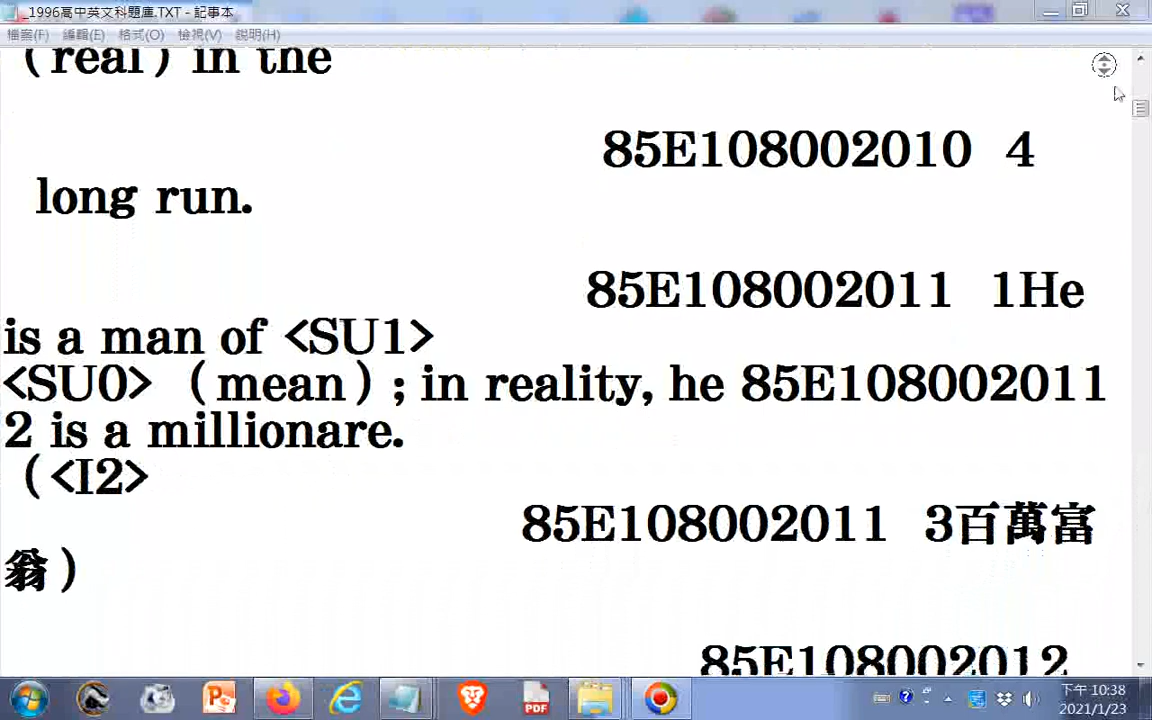 _1996高中英文科題庫.TXT - 記事本
檔案(F) 編輯(E) 格式(O) 檢視(V) 說明(H)
(real) in the
85E108002010 4
long run.
85E108002011 1He
is a man of <SU1>
<SU0> (mean) ; in reality, he 85E108002011
2 is a millionare.
(<I2>
85E108002011 3百萬富
翁)
85E108002012
PDF
下午 10:38
2021/1/23